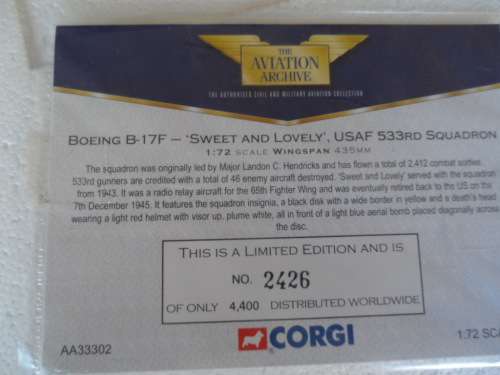 THE
AVIATION
ARCHIVE
THE AUTHORISED CIVIL AND MILITARY AVIATION COLLECTION
BOEING B-17F – 'SWEET AND LOVELY', USAF 533RD SQUADRON
1:72 SCALE WINGSPAN 435MM
The squadron was originally led by Major Landon C. Hendricks and has flown a total of 2,412 combat sorties.
533rd gunners are credited with a total of 46 enemy aircraft destroyed. 'Sweet and Lovely' served with the squadron
from 1943. It was a radio relay aircraft for the 65th Fighter Wing and was eventually retired back to the US on the
7th December 1945. It features the squadron insignia, a black disk with a wide border in yellow and a death's head
wearing a light red helmet with visor up, plume white, all in front of a light blue aerial bomb placed diagonally across
the disc.
THIS IS A LIMITED EDITION AND IS
NO. 2426
OF ONLY 4,400 DISTRIBUTED WORLDWIDE
CORGI
AA33302
1:72 SCA